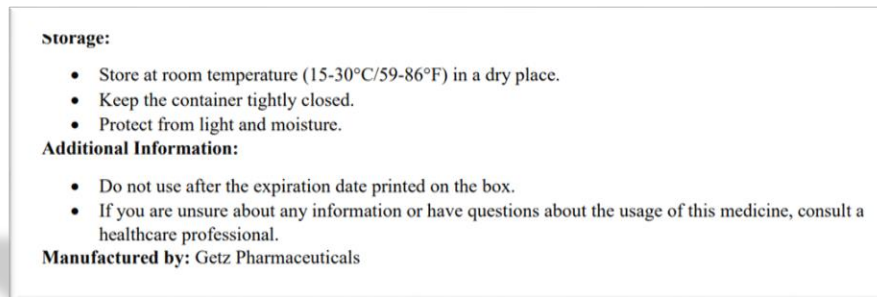 Storage:
• Store at room temperature (15-30°C/59-86°F) in a dry place.
• Keep the container tightly closed.
• Protect from light and moisture.
Additional Information:
• Do not use after the expiration date printed on the box.
• If you are unsure about any information or have questions about the usage of this medicine, consult a
healthcare professional.
Manufactured by: Getz Pharmaceuticals